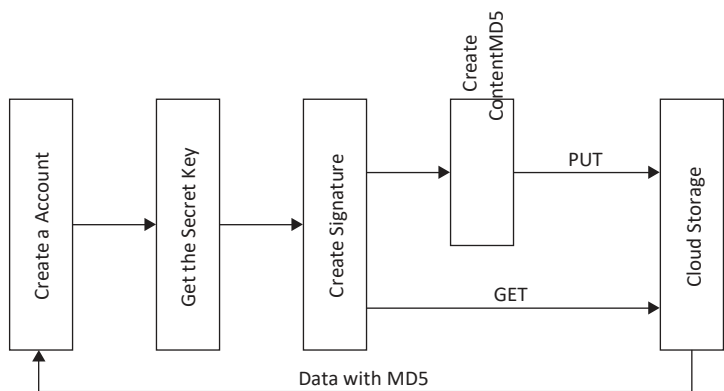 Create a Account
Get the Secret Key
Create Signature
Create
ContentMD5
PUT
GET
Cloud Storage
Data with MD5